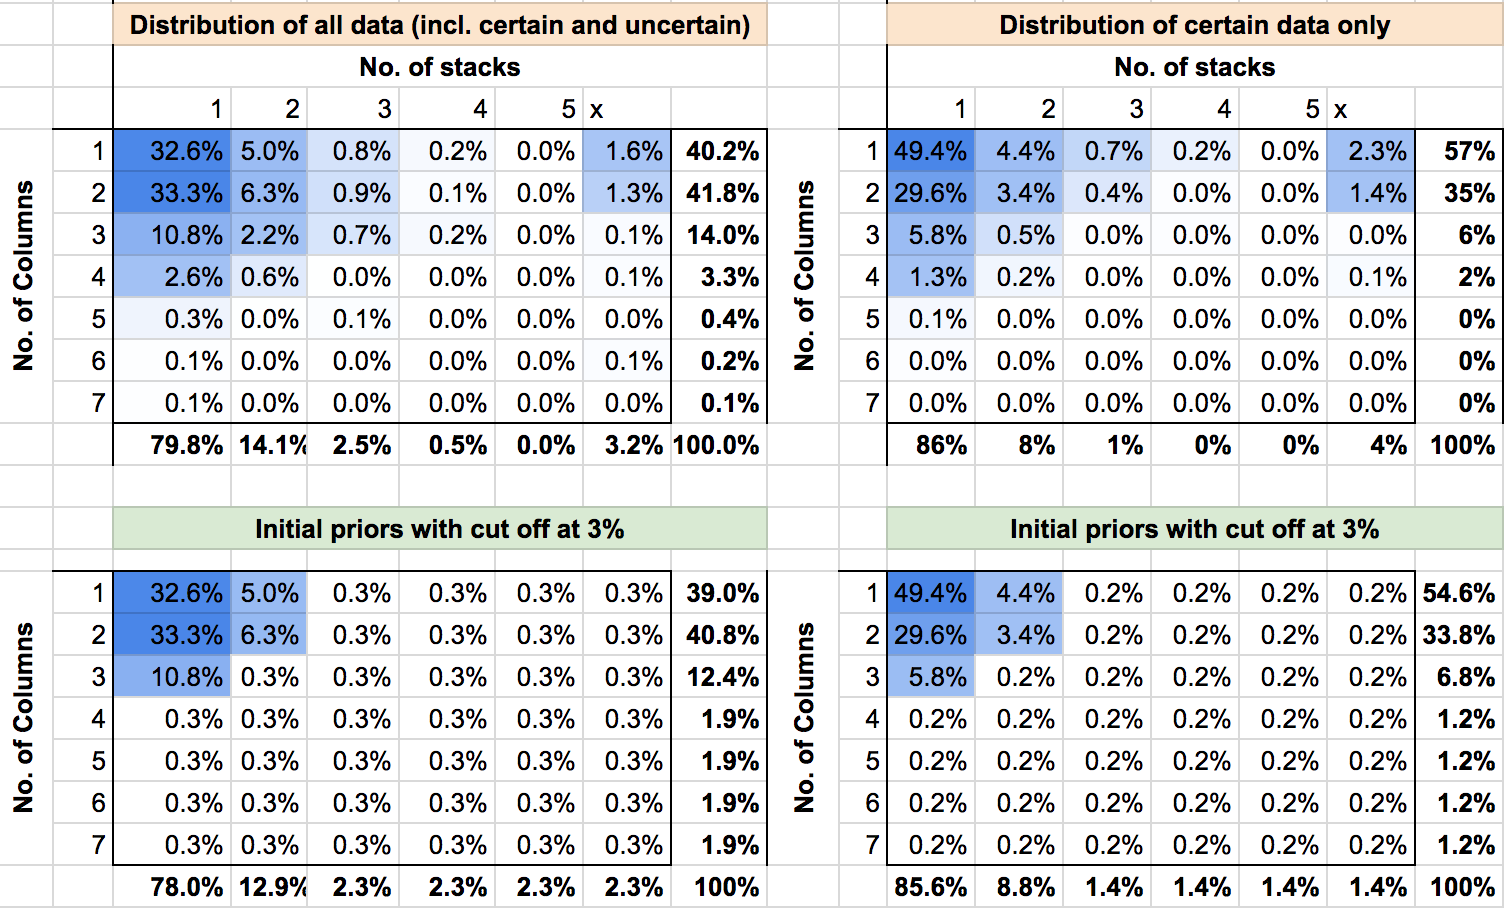 Distribution of all data (incl. certain and uncertain)
No. of stacks
1 2 3 4 5 x
No. of Columns
1 32.6% 5.0% 0.8% 0.2% 0.0% 1.6% 40.2%
2 33.3% 6.3% 0.9% 0.1% 0.0% 1.3% 41.8%
3 10.8% 2.2% 0.7% 0.2% 0.0% 0.1% 14.0%
4 2.6% 0.6% 0.0% 0.0% 0.0% 0.1% 3.3%
5 0.3% 0.0% 0.1% 0.0% 0.0% 0.0% 0.4%
6 0.1% 0.0% 0.0% 0.0% 0.0% 0.1% 0.2%
7 0.1% 0.0% 0.0% 0.0% 0.0% 0.0% 0.1%
79.8% 14.1% 2.5% 0.5% 0.0% 3.2% 100.0%
Distribution of certain data only
No. of stacks
1 2 3 4 5 x
No. of Columns
1 49.4% 4.4% 0.7% 0.2% 0.0% 2.3% 57%
2 29.6% 3.4% 0.4% 0.0% 0.0% 1.4% 35%
3 5.8% 0.5% 0.0% 0.0% 0.0% 0.0% 6%
4 1.3% 0.2% 0.0% 0.0% 0.0% 0.1% 2%
5 0.1% 0.0% 0.0% 0.0% 0.0% 0.0% 0%
6 0.0% 0.0% 0.0% 0.0% 0.0% 0.0% 0%
7 0.0% 0.0% 0.0% 0.0% 0.0% 0.0% 0%
86% 8% 1% 0% 0% 4% 100%
Initial priors with cut off at 3%
No. of Columns
1 32.6% 5.0% 0.3% 0.3% 0.3% 0.3% 39.0%
2 33.3% 6.3% 0.3% 0.3% 0.3% 0.3% 40.8%
3 10.8% 0.3% 0.3% 0.3% 0.3% 0.3% 12.4%
4 0.3% 0.3% 0.3% 0.3% 0.3% 0.3% 1.9%
5 0.3% 0.3% 0.3% 0.3% 0.3% 0.3% 1.9%
6 0.3% 0.3% 0.3% 0.3% 0.3% 0.3% 1.9%
7 0.3% 0.3% 0.3% 0.3% 0.3% 0.3% 1.9%
78.0% 12.9% 2.3% 2.3% 2.3% 2.3% 100%
Initial priors with cut off at 3%
No. of Columns
1 49.4% 4.4% 0.2% 0.2% 0.2% 0.2% 54.6%
2 29.6% 3.4% 0.2% 0.2% 0.2% 0.2% 33.8%
3 5.8% 0.2% 0.2% 0.2% 0.2% 0.2% 6.8%
4 0.2% 0.2% 0.2% 0.2% 0.2% 0.2% 1.2%
5 0.2% 0.2% 0.2% 0.2% 0.2% 0.2% 1.2%
6 0.2% 0.2% 0.2% 0.2% 0.2% 0.2% 1.2%
7 0.2% 0.2% 0.2% 0.2% 0.2% 0.2% 1.2%
85.6% 8.8% 1.4% 1.4% 1.4% 1.4% 100%